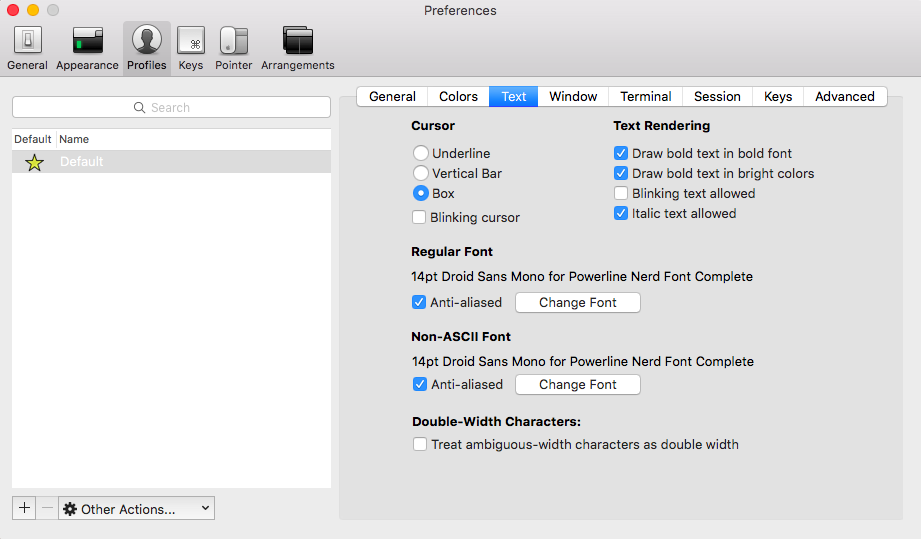 Preferences
General Appearance Profiles Keys Pointer Arrangements
Search
Default Name
Default
Other Actions...
General Colors Text Window Terminal Session Keys Advanced
Cursor
Underline
Vertical Bar
Box
Blinking cursor
Text Rendering
Draw bold text in bold font
Draw bold text in bright colors
Blinking text allowed
Italic text allowed
Regular Font
14pt Droid Sans Mono for Powerline Nerd Font Complete
Anti-aliased Change Font
Non-ASCII Font
14pt Droid Sans Mono for Powerline Nerd Font Complete
Anti-aliased Change Font
Double-Width Characters:
Treat ambiguous-width characters as double width